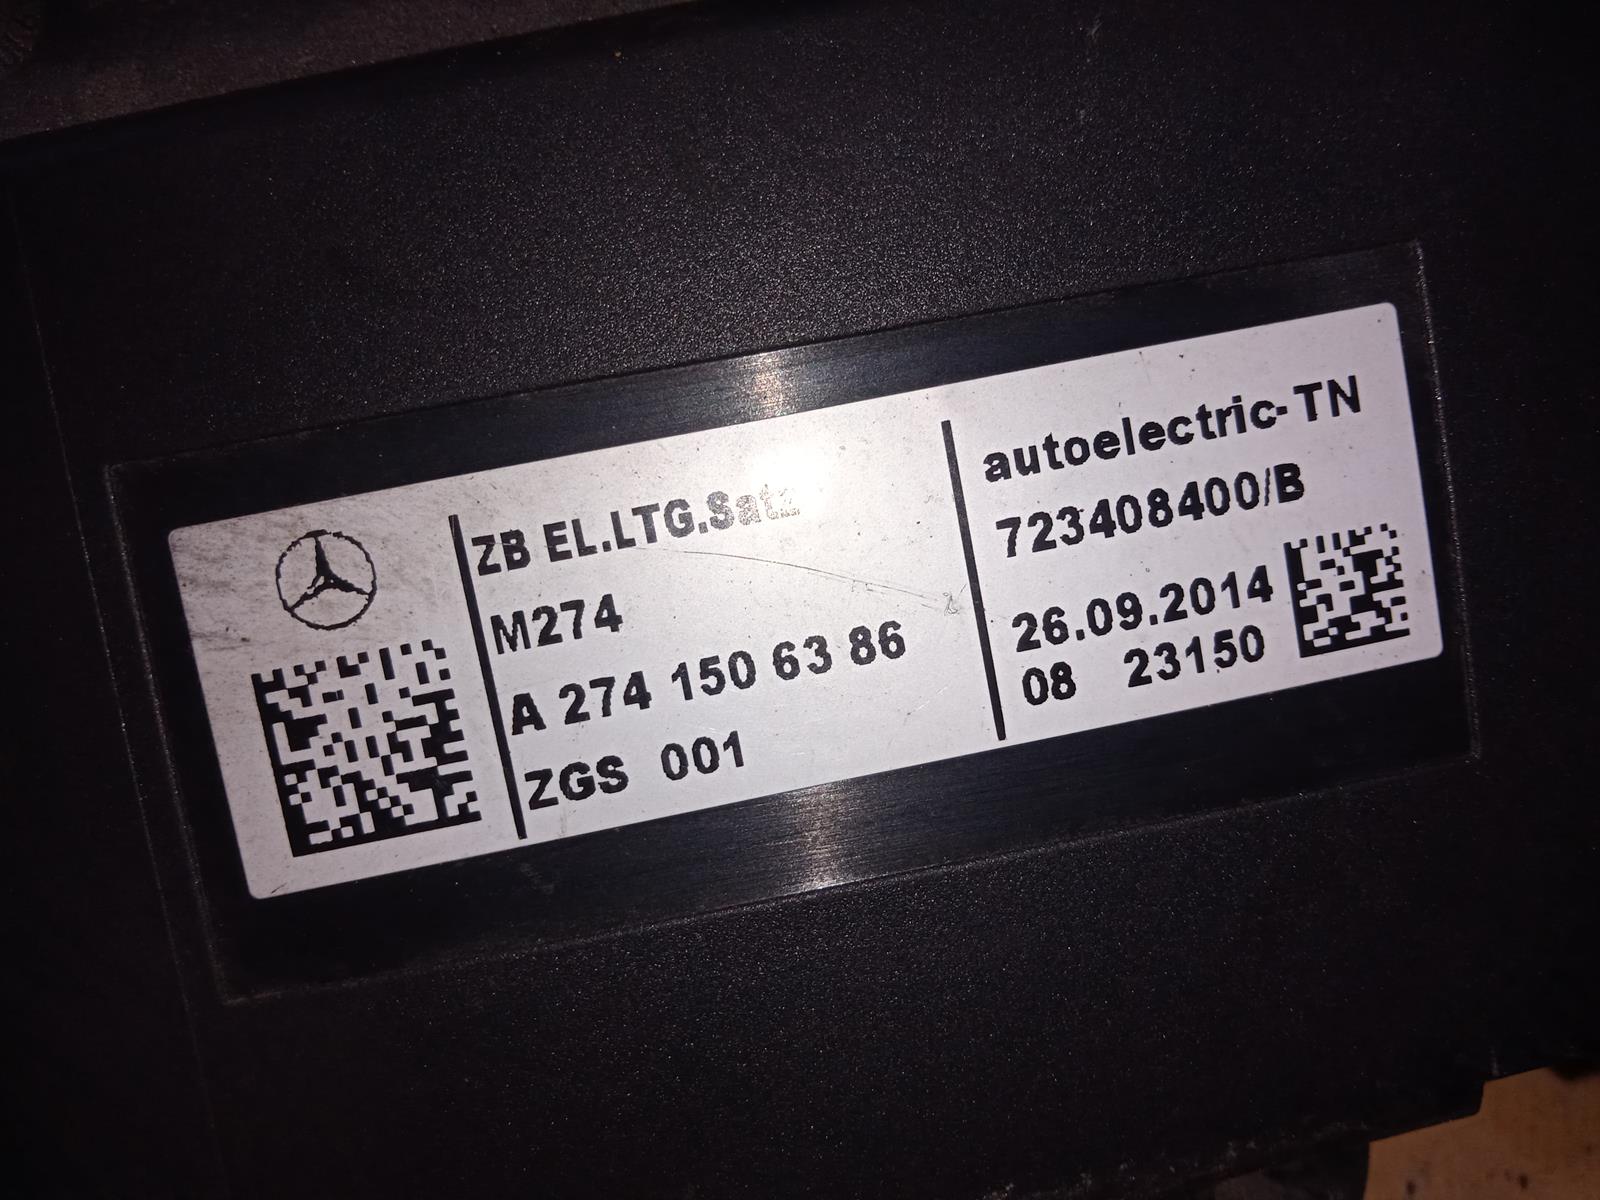 ZB EL.LTG.Satz
M274
A 274 150 63 86
ZGS 001
autoelectric-TN
723408400/B
26.09.2014
08 23150